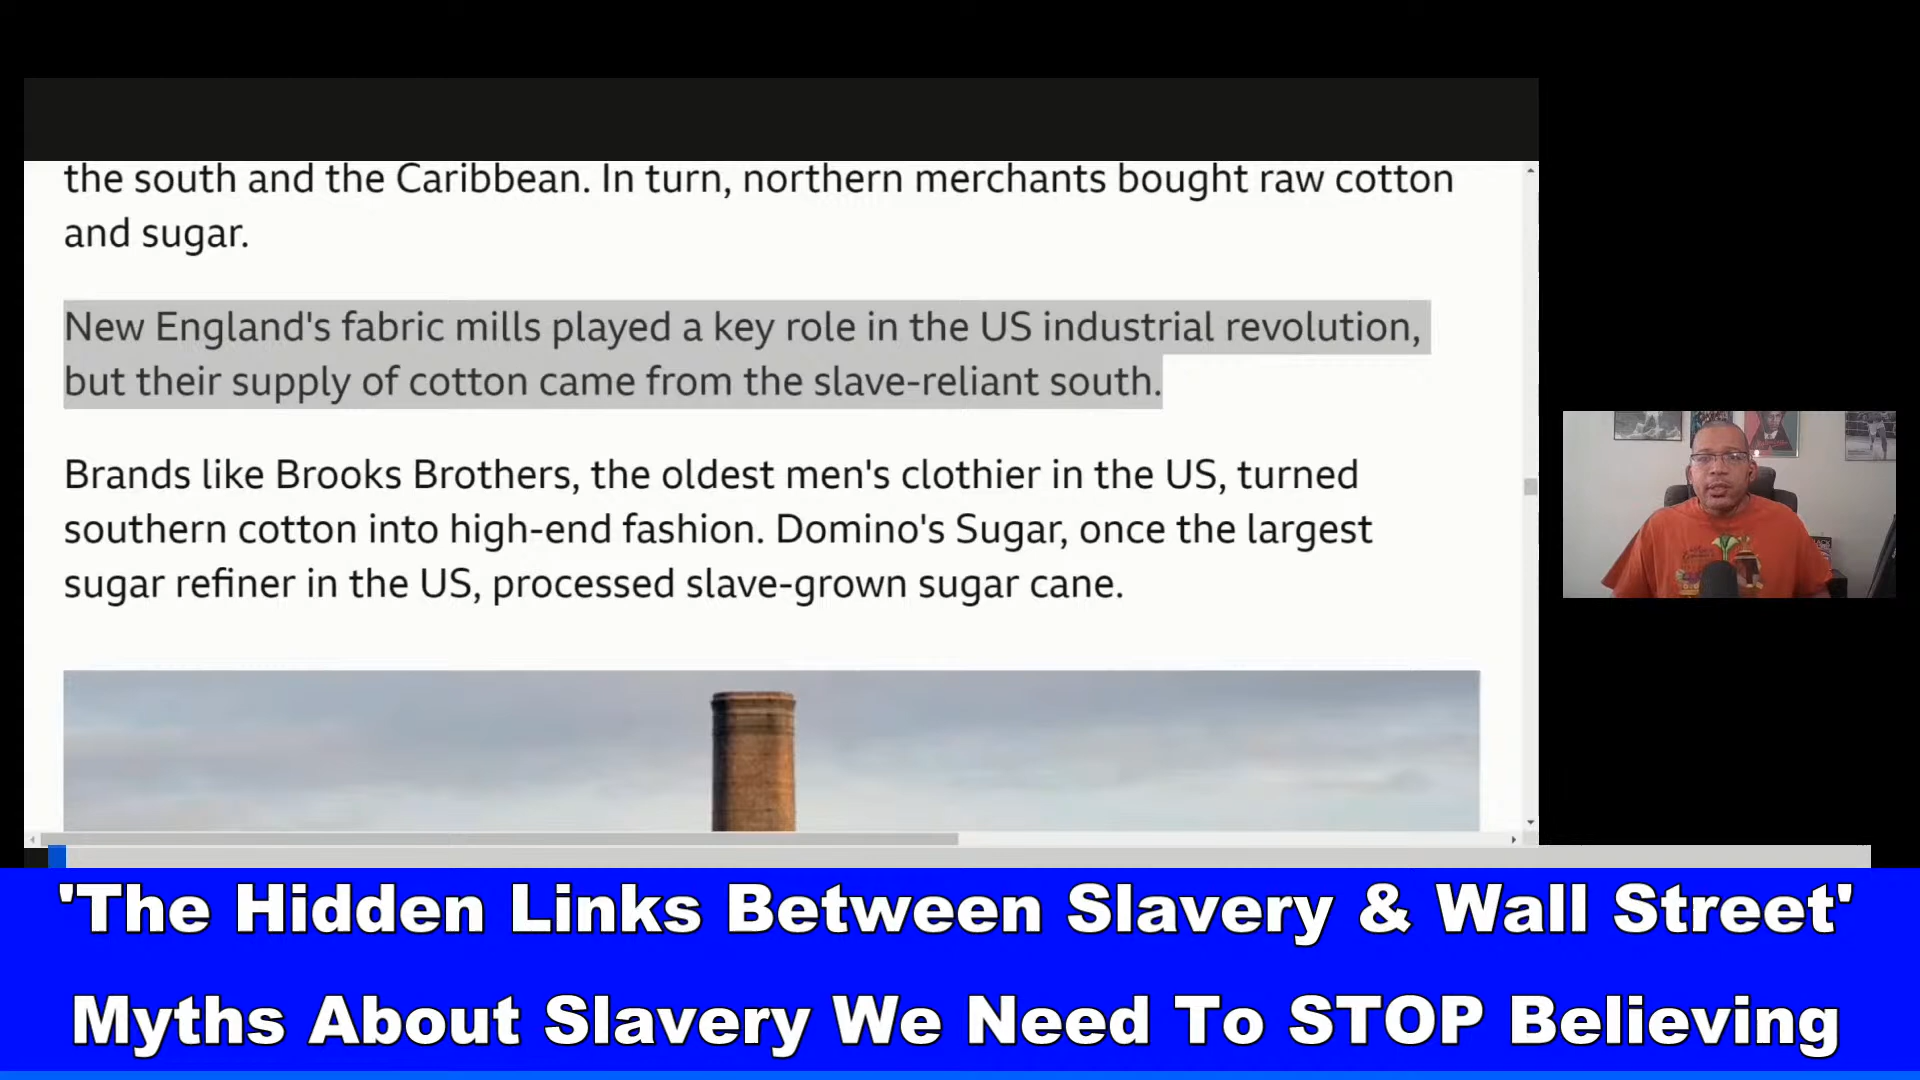 the south and the Caribbean. In turn, northern merchants bought raw cotton
and sugar.
New England's fabric mills played a key role in the US industrial revolution,
but their supply of cotton came from the slave-reliant south.
Brands like Brooks Brothers, the oldest men's clothier in the US, turned
southern cotton into high-end fashion. Domino's Sugar, once the largest
sugar refiner in the US, processed slave-grown sugar cane.
'The Hidden Links Between Slavery & Wall Street'
Myths About Slavery We Need To STOP Believing